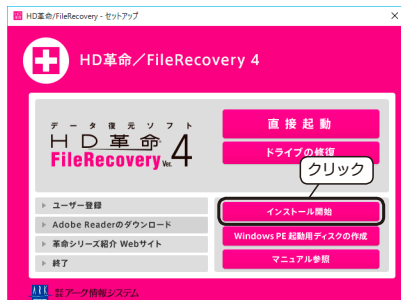 HD革命/FileRecovery - セットアップ
HD革命/FileRecovery 4
データ復元ソフト
HD革命
FileRecovery Ver.4
直接起動
ドライブの修復
クリック
ユーザー登録
Adobe Readerのダウンロード
革命シリーズ紹介 Webサイト
終了
インストール開始
Windows PE 起動用ディスクの作成
マニュアル参照
ARK 株式会社アーク情報システム